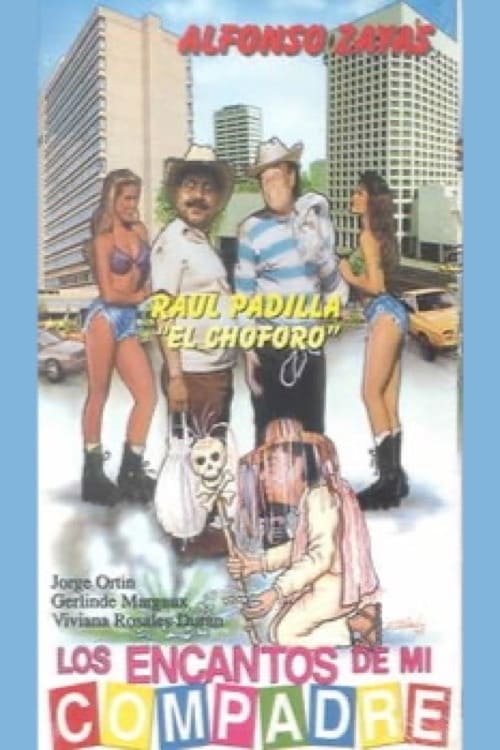 ALFONSO ZAYAS
RAUL PADILLA
"EL CHOFORO"
Jorge Ortin
Gerlinde Margaux
Viviana Rosales Duran
LOS ENCANTOS DE MI
COMPADRE